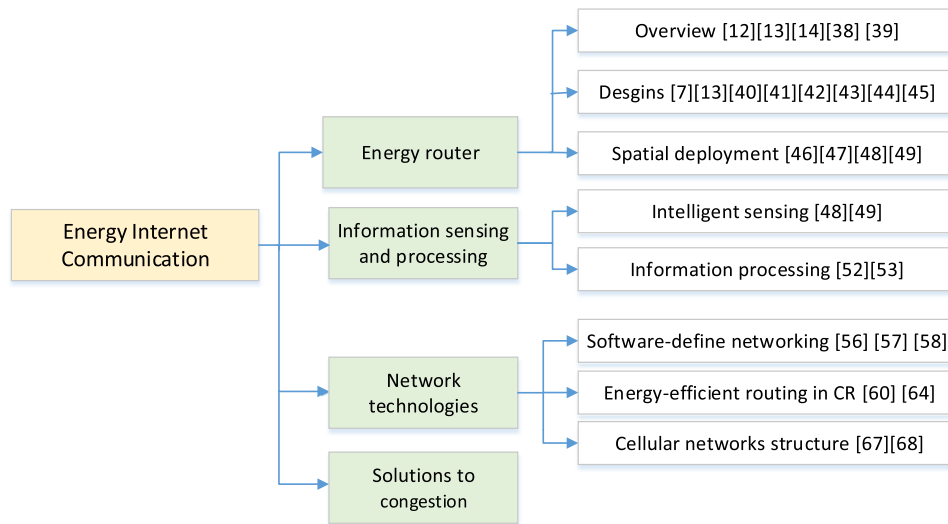 Overview [12][13][14][38] [39]
Desgins [7][13][40][41][42][43][44][45]
Energy router
Spatial deployment [46][47][48][49]
Energy Internet
Communication
Information sensing
and processing
Intelligent sensing [48][49]
Information processing [52][53]
Network
technologies
Software-define networking [56] [57] [58]
Energy-efficient routing in CR [60] [64]
Cellular networks structure [67][68]
Solutions to
congestion